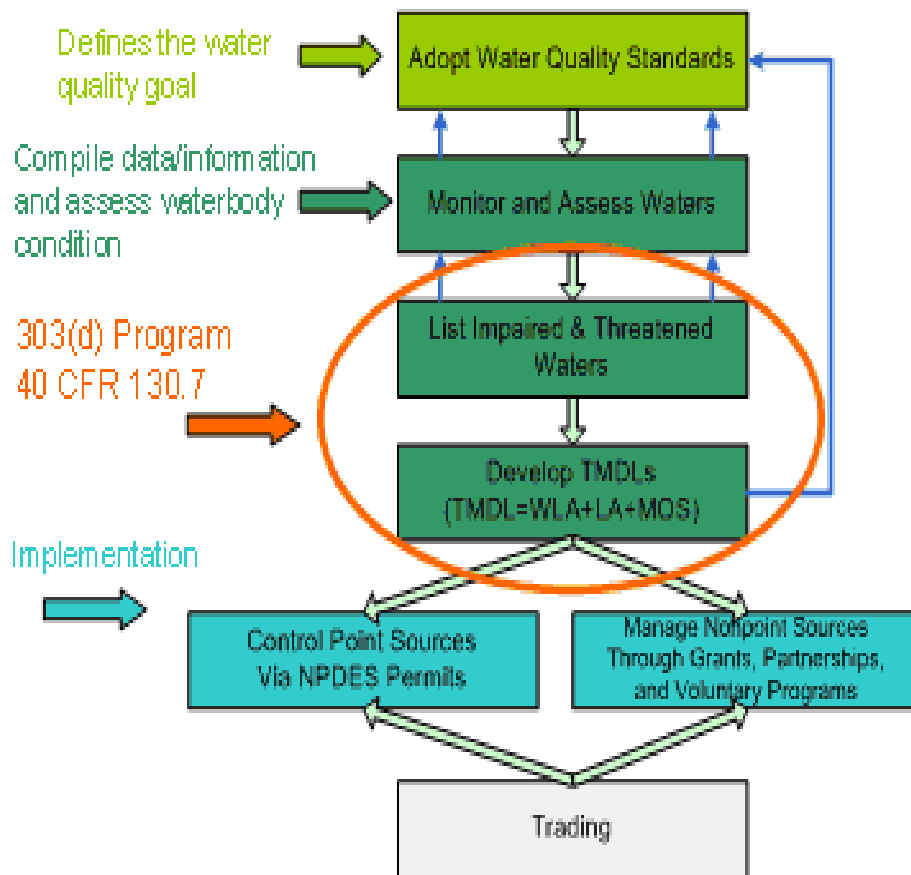 Defines the water
quality goal
Adopt Water Quality Standards
Compile data/information
and assess waterbody
condition
Monitor and Assess Waters
303(d) Program
40 CFR 130.7
List Impaired & Threatened
Waters
Develop TMDLs
(TMDL=WLA+LA+MOS)
Implementation
Control Point Sources
Via NPDES Permits
Manage Nonpoint Sources
Through Grants, Partnerships,
and Voluntary Programs
Trading